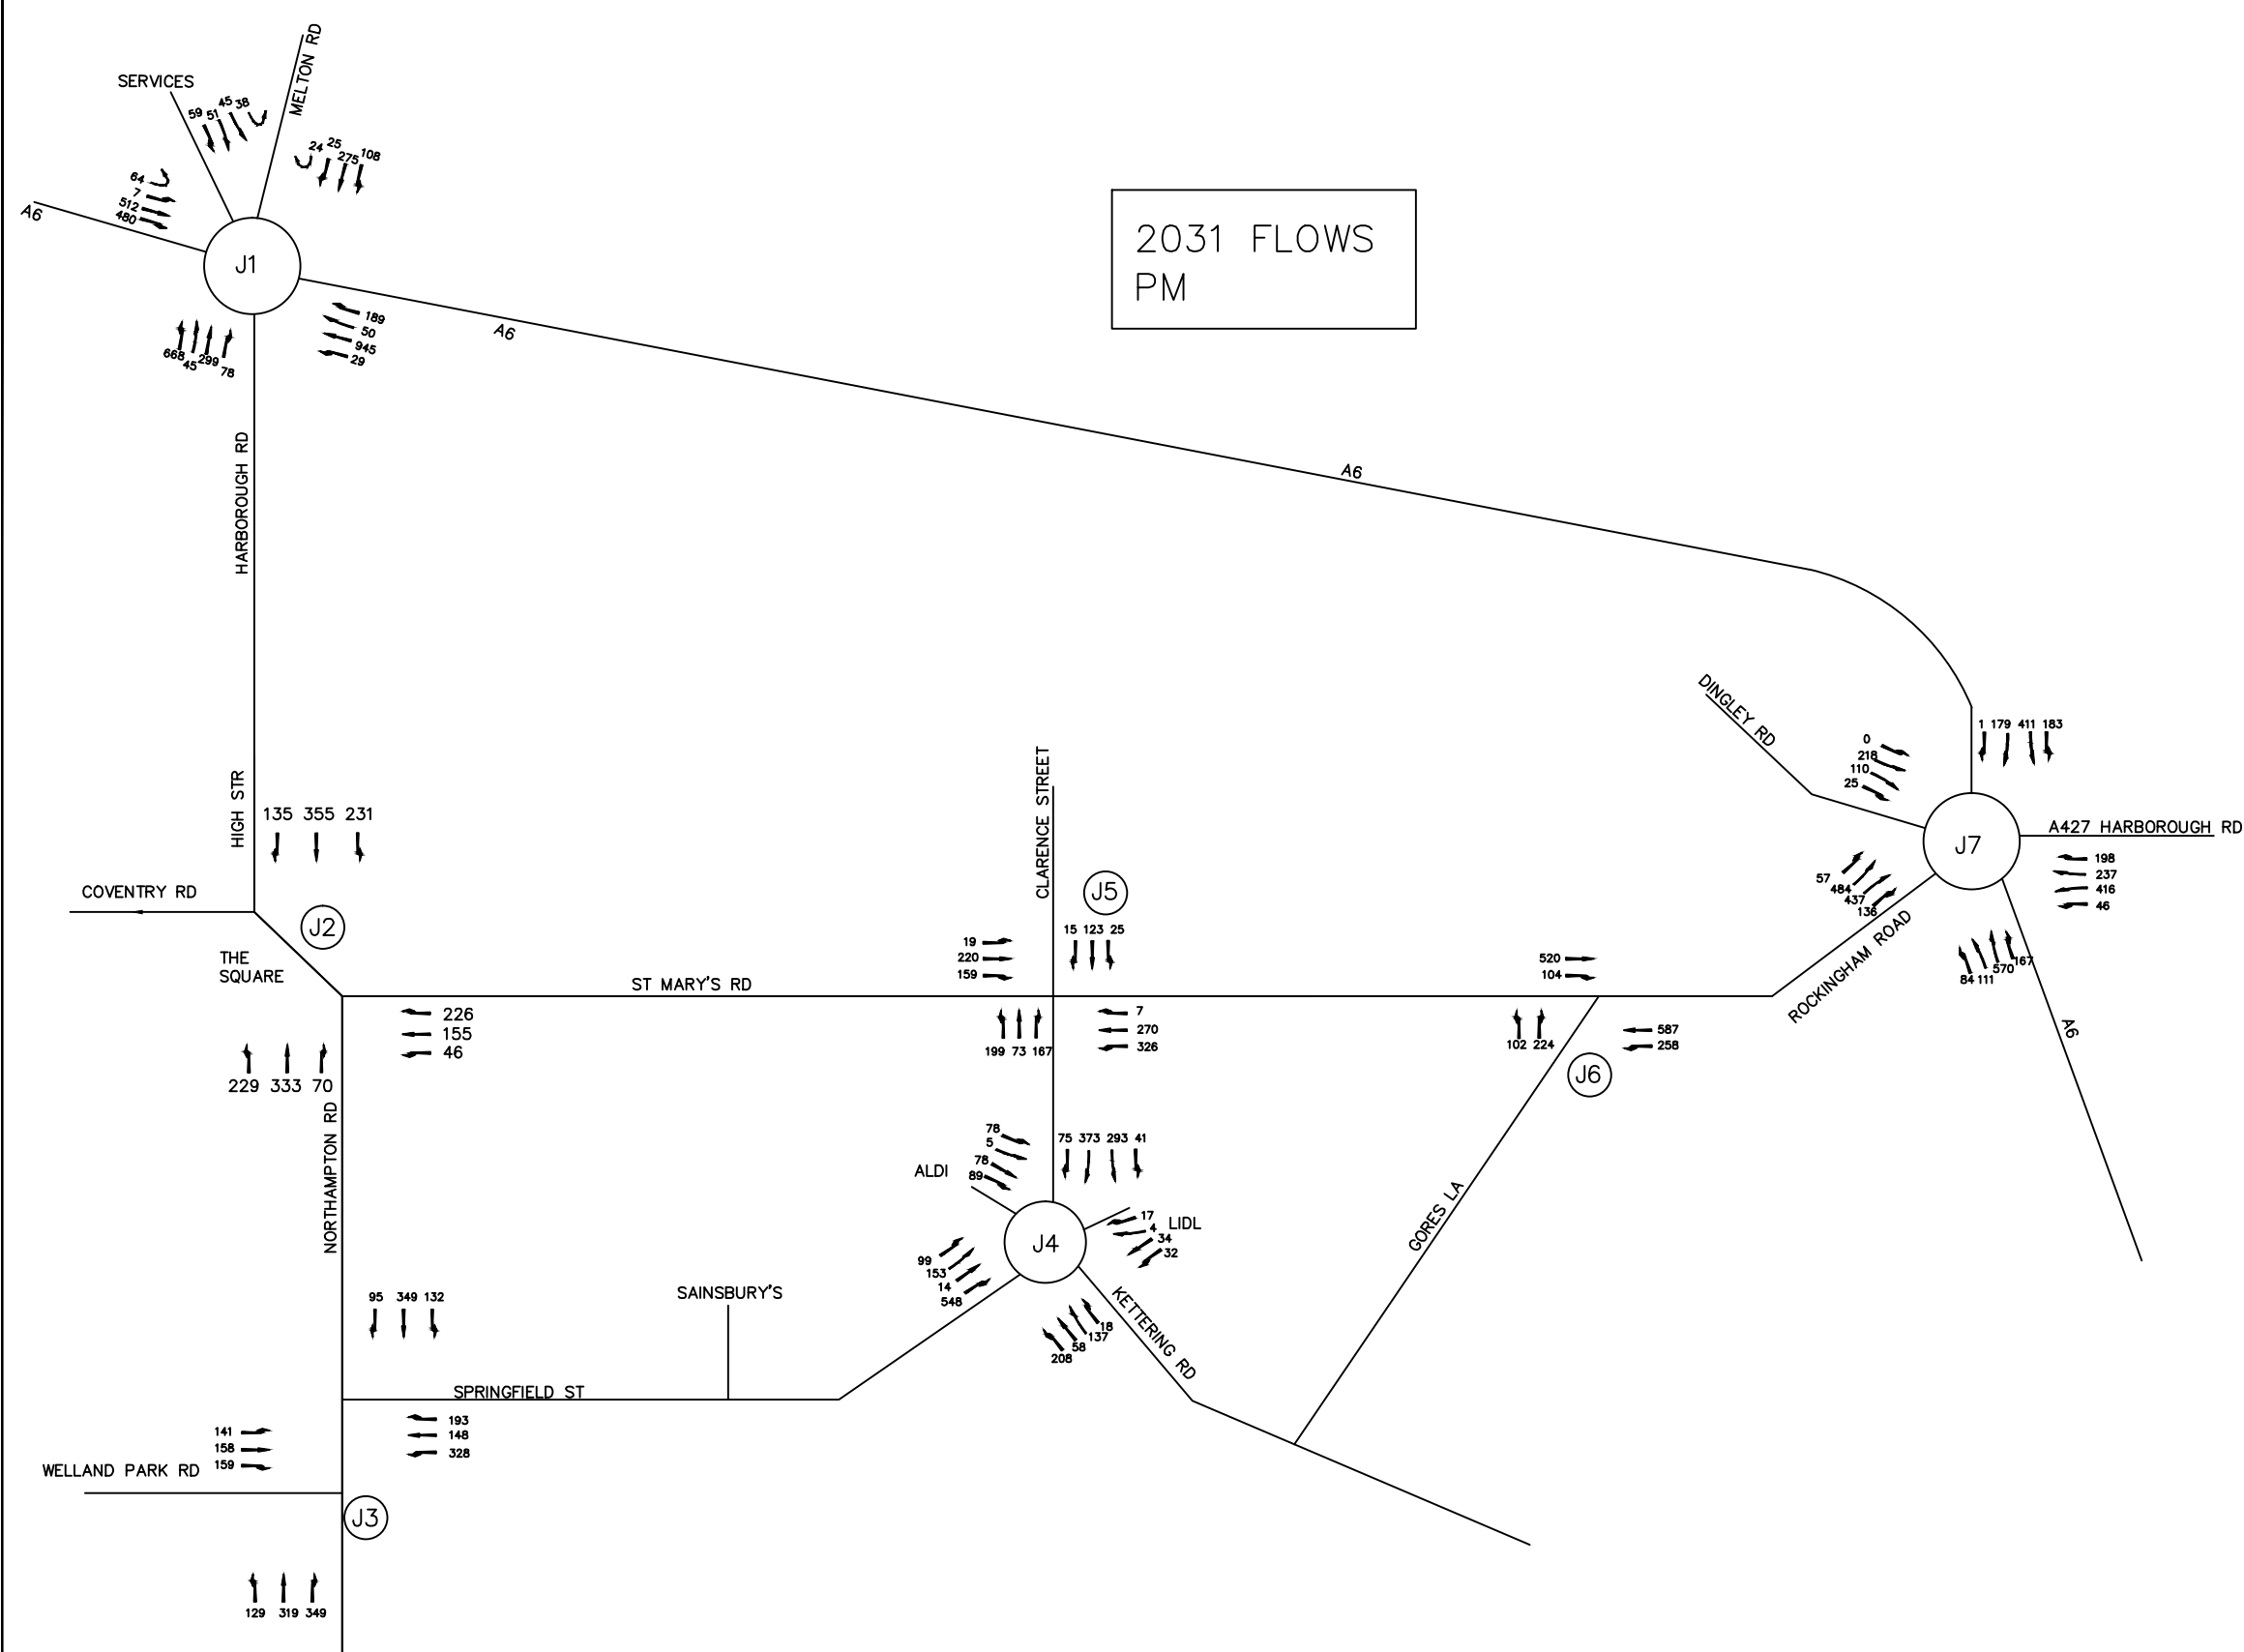 MELTON RD
SERVICES
59 51 45 38
24 25 275 108
64
7
512
480
A6
J1
2031 FLOWS
PM
189
50
945
29
668 45 299 78
A6
A6
HARBOROUGH RD
HIGH STR
135 355 231
COVENTRY RD
J2
THE
SQUARE
226
155
46
229 333 70
NORTHAMPTON RD
ST MARY'S RD
CLARENCE STREET
J5
15 123 25
19
220
159
199 73 167
7
270
326
DINGLEY RD
0
218
110
25
1 179 411 183
J7
A427 HARBOROUGH RD
198
237
416
46
57
484
437
136
ROCKINGHAM ROAD
84 111 570 167
A6
520
104
102 224
587
258
J6
GORES LA
ALDI
78
5
78
89
75 373 293 41
J4
LIDL
17
4
34
32
99
153
14
548
208 58 137 18
KETTERING RD
SAINSBURY'S
SPRINGFIELD ST
95 349 132
193
148
328
141
158
159
WELLAND PARK RD
J3
129 319 349